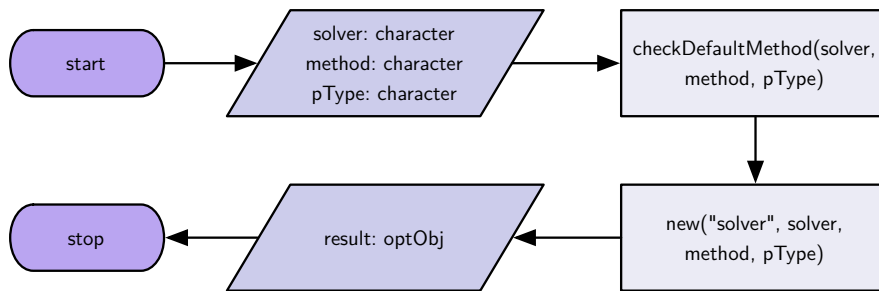 start
solver: character
method: character
pType: character
checkDefaultMethod(solver,
method, pType)
new("solver", solver,
method, pType)
result: optObj
stop